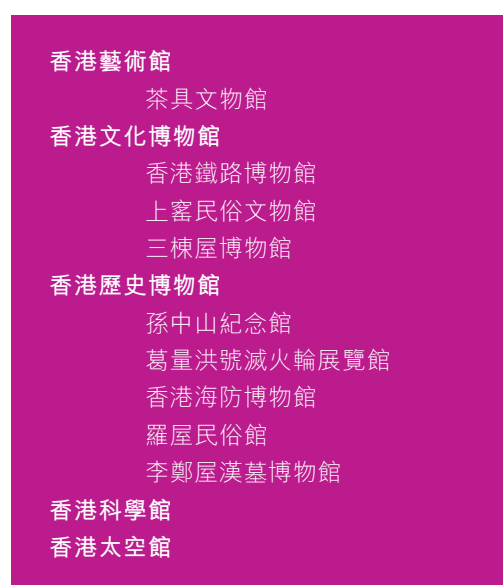 香港藝術館
茶具文物館
香港文化博物館
香港鐵路博物館
上窰民俗文物館
三棟屋博物館
香港歷史博物館
孫中山紀念館
葛量洪號滅火輪展覽館
香港海防博物館
羅屋民俗館
李鄭屋漢墓博物館
香港科學館
香港太空館